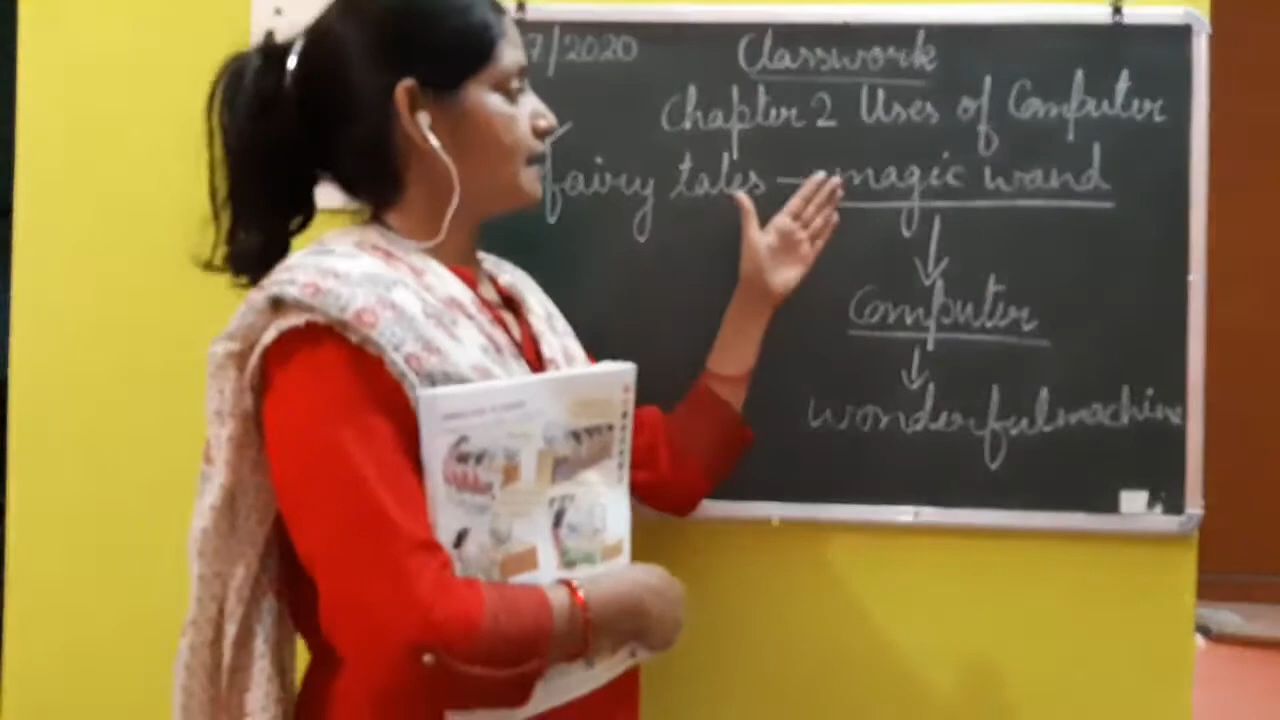 7/2020 Classwork
Chapter 2 Uses of Computer
fairy tales — magic wand
↓
Computer
↓
wonderful machine